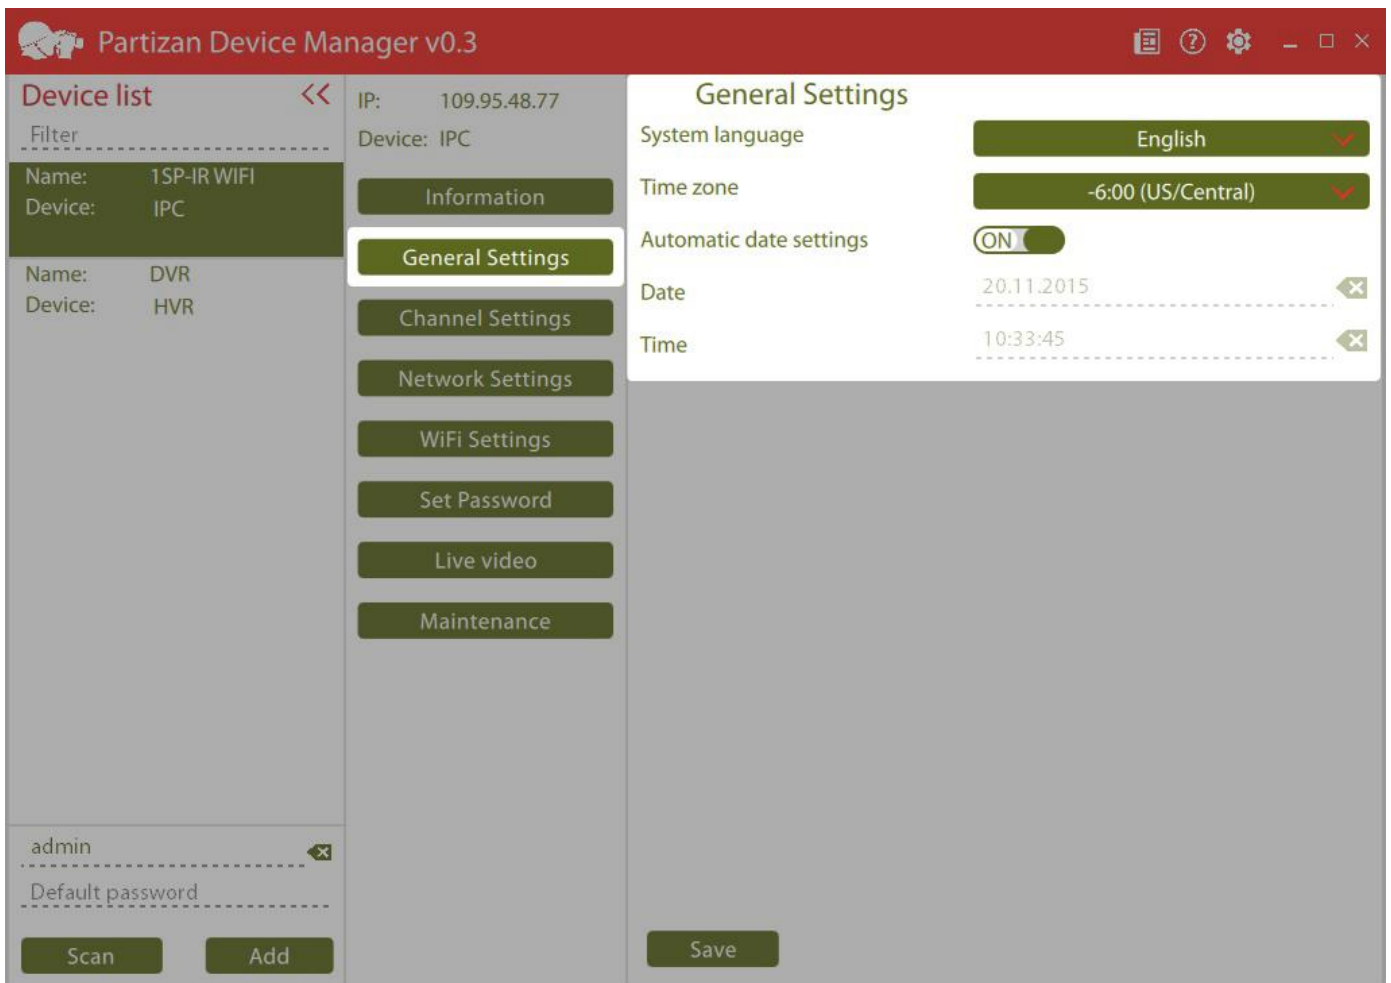 Partizan Device Manager v0.3
Device list <<
Filter
Name: 1SP-IR WIFI
Device: IPC
Name: DVR
Device: HVR
admin
Default password
Scan Add
IP: 109.95.48.77
Device: IPC
Information
General Settings
Channel Settings
Network Settings
WiFi Settings
Set Password
Live video
Maintenance
General Settings
System language English
Time zone -6:00 (US/Central)
Automatic date settings ON
Date 20.11.2015
Time 10:33:45
Save